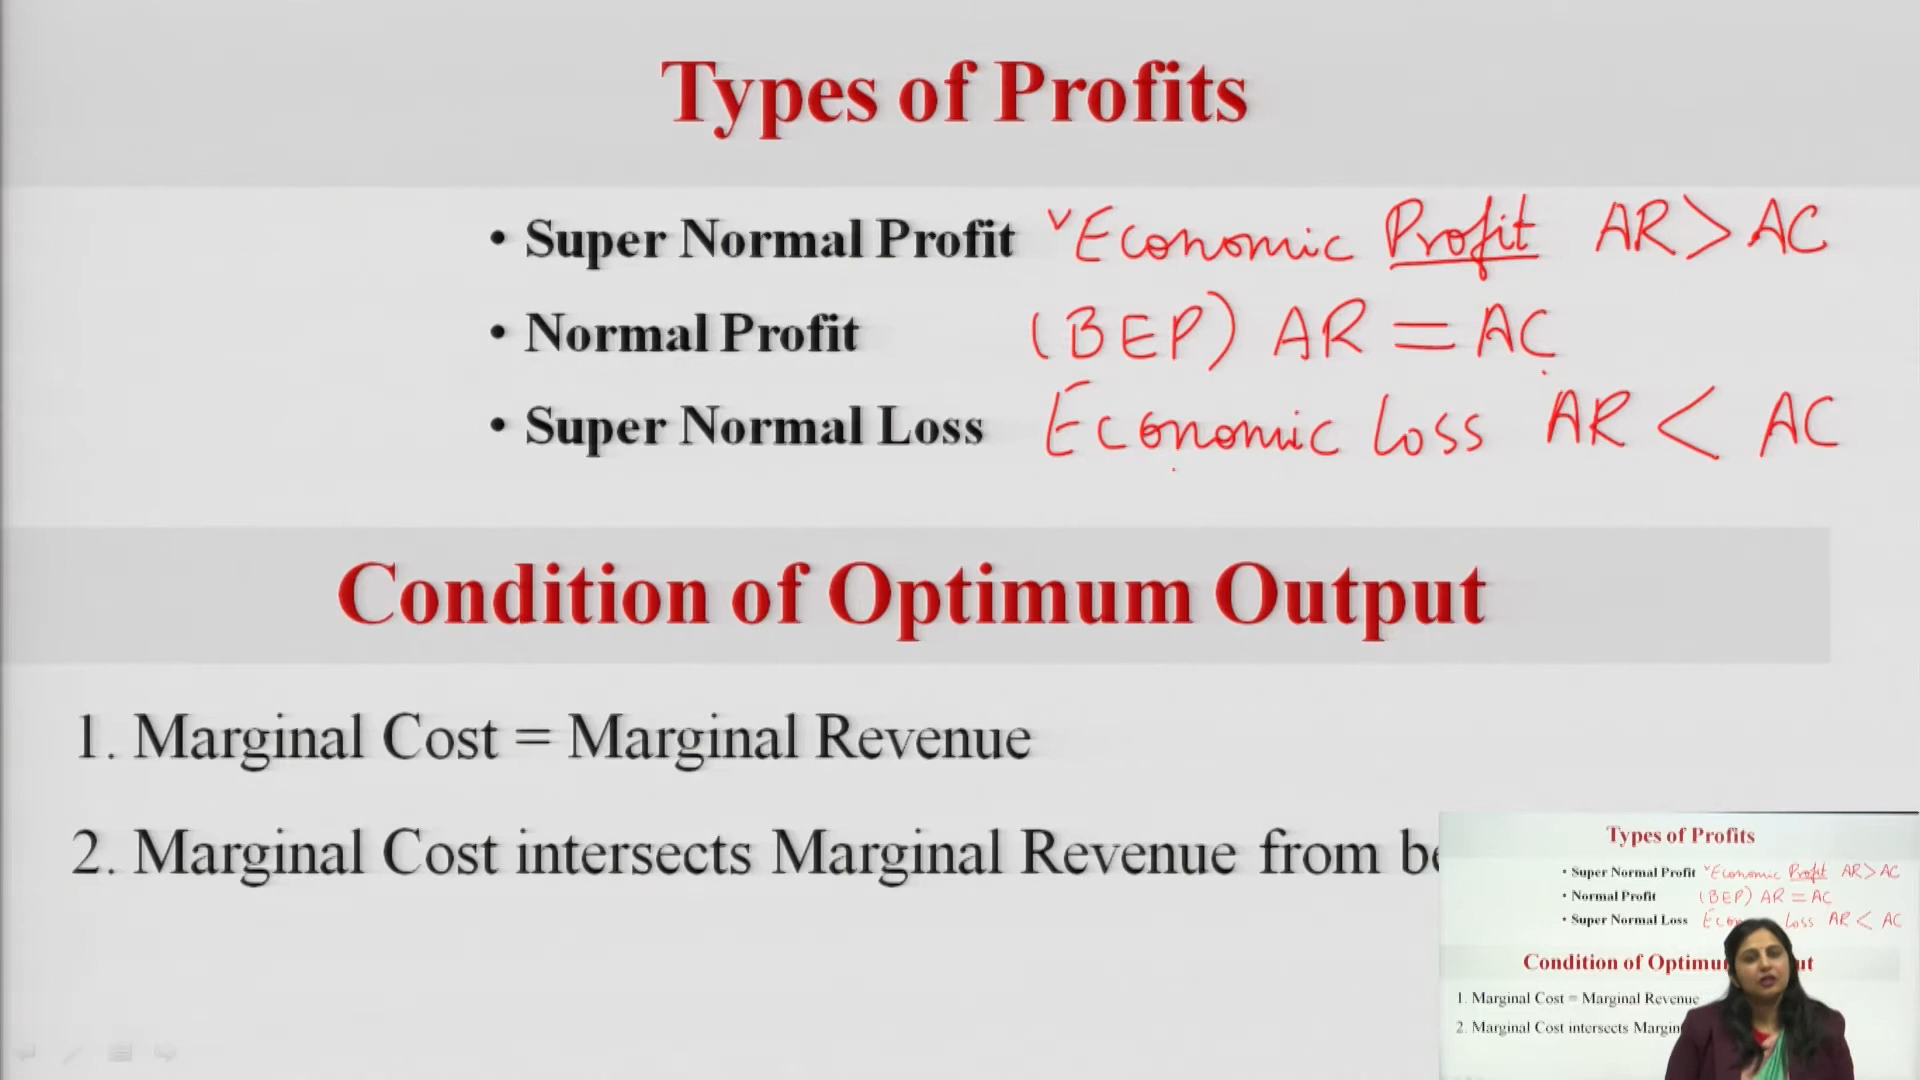 Types of Profits
• Super Normal Profit ˅Economic Profit AR > AC
• Normal Profit (BEP) AR = AC
• Super Normal Loss Economic Loss AR < AC
Condition of Optimum Output
1. Marginal Cost = Marginal Revenue
2. Marginal Cost intersects Marginal Revenue from
Types of Profits
• Super Normal Profit ˅Economic Profit AR > AC
• Normal Profit (BEP) AR = AC
• Super Normal Loss Loss AR < AC
Condition of
1. Marginal Cost = Marginal Revenue
2. Marginal Cost intersects